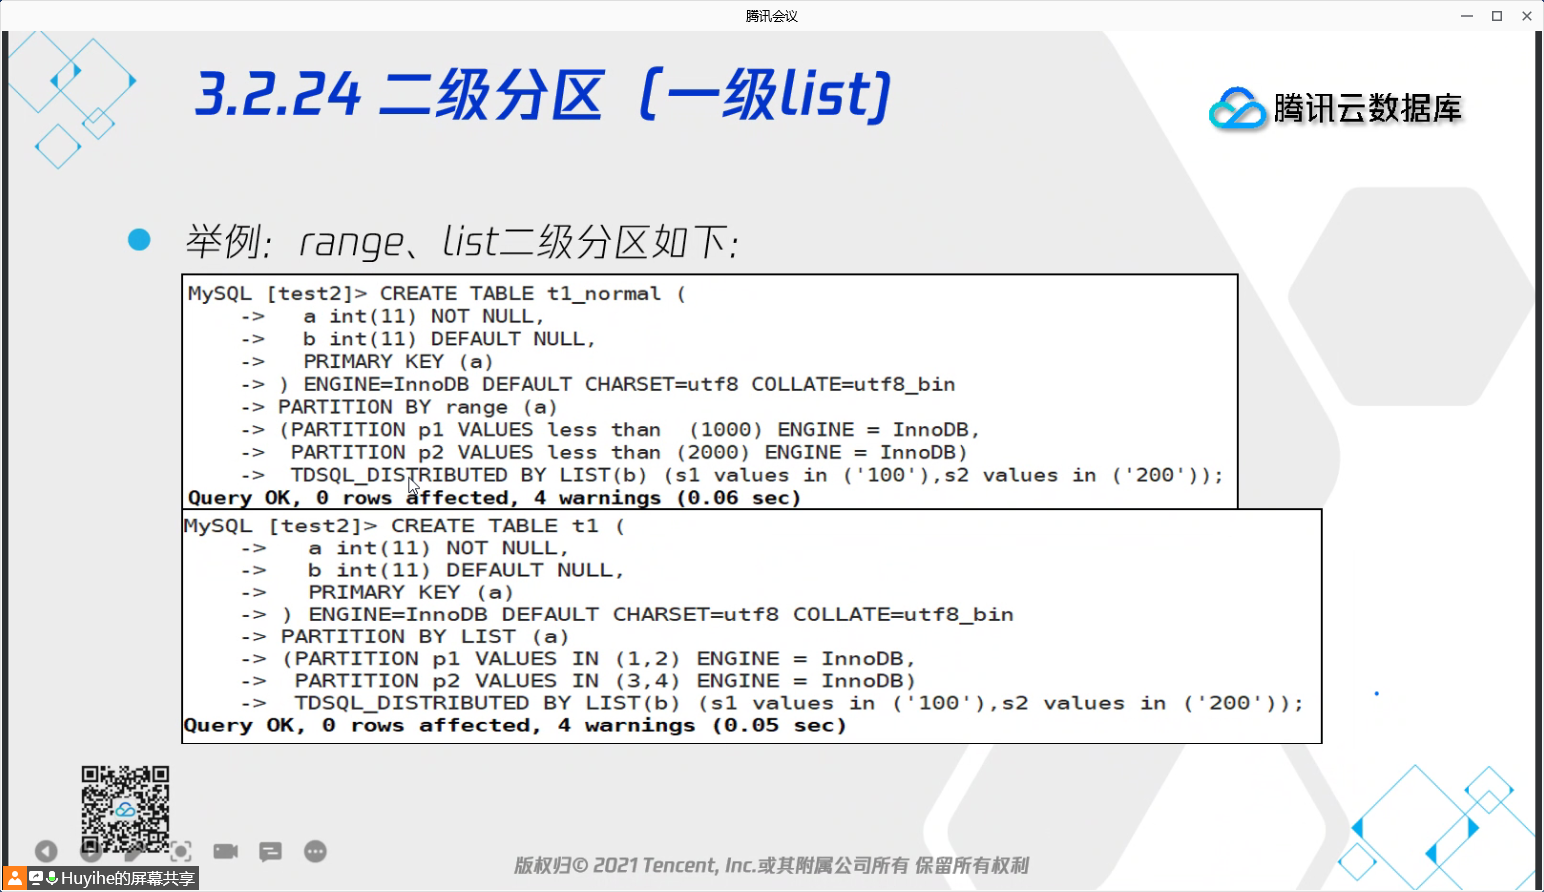 腾讯会议
3.2.24 二级分区（一级list）
腾讯云数据库
举例：range、list二级分区如下：
MySQL [test2]> CREATE TABLE t1_normal (
    ->   a int(11) NOT NULL,
    ->   b int(11) DEFAULT NULL,
    ->   PRIMARY KEY (a)
    -> ) ENGINE=InnoDB DEFAULT CHARSET=utf8 COLLATE=utf8_bin
    -> PARTITION BY range (a)
    -> (PARTITION p1 VALUES less than  (1000) ENGINE = InnoDB,
    ->  PARTITION p2 VALUES less than (2000) ENGINE = InnoDB)
    ->  TDSQL_DISTRIBUTED BY LIST(b) (s1 values in ('100'),s2 values in ('200'));
Query OK, 0 rows affected, 4 warnings (0.06 sec)
MySQL [test2]> CREATE TABLE t1 (
    ->   a int(11) NOT NULL,
    ->   b int(11) DEFAULT NULL,
    ->   PRIMARY KEY (a)
    -> ) ENGINE=InnoDB DEFAULT CHARSET=utf8 COLLATE=utf8_bin
    -> PARTITION BY LIST (a)
    -> (PARTITION p1 VALUES IN (1,2) ENGINE = InnoDB,
    ->  PARTITION p2 VALUES IN (3,4) ENGINE = InnoDB)
    ->  TDSQL_DISTRIBUTED BY LIST(b) (s1 values in ('100'),s2 values in ('200'));
Query OK, 0 rows affected, 4 warnings (0.05 sec)
版权归© 2021 Tencent, Inc.或其附属公司所有 保留所有权利
Huyihe的屏幕共享